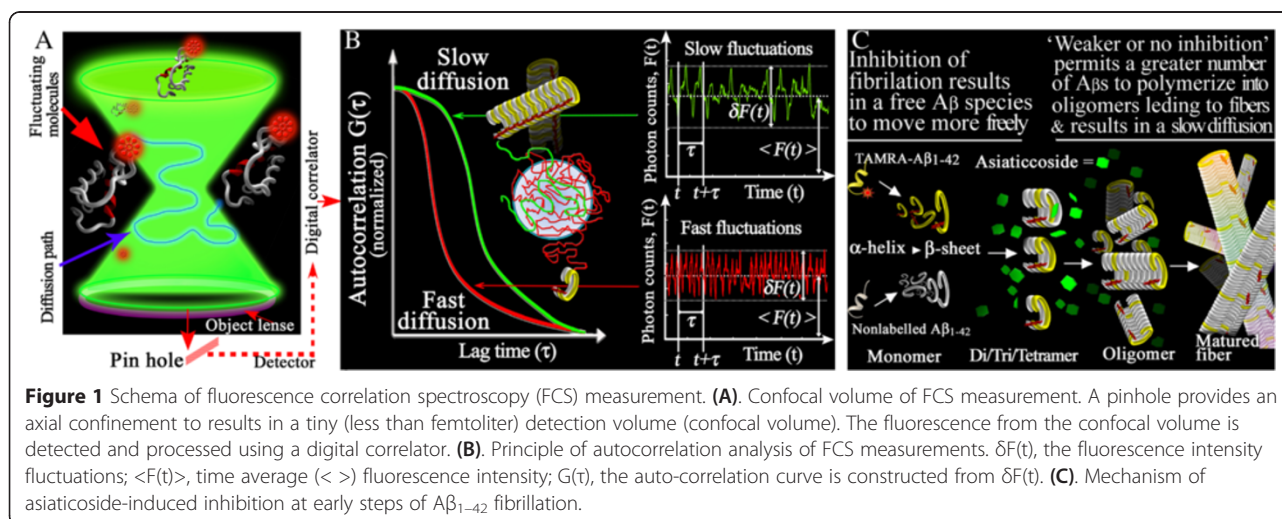 A
Fluctuating
molecules
Diffusion path
Object lense
Pin hole
Detector
Digital correlator
B
Slow
diffusion
Autocorrelation G(τ)
(normalized)
Fast
diffusion
Lag time (τ)
Slow fluctuations
Photon counts, F(t)
δF(t)
τ
<F(t)>
t
t+τ
Time (t)
Fast fluctuations
Photon counts, F(t)
δF(t)
τ
<F(t)>
t
t+τ
Time (t)
C
Inhibition of
fibrilation results
in a free Aβ species
to move more freely
‘Weaker or no inhibition’
permits a greater number
of Aβs to polymerize into
oligomers leding to fibers
& results in a slow diffusion
TAMRA-Aβ1-42
Asiaticcoside =
α-helix ▸ β-sheet
Nonlabelled Aβ1-42
Monomer
Di/Tri/Tetramer
Oligomer
Matured
fiber
Figure 1 Schema of fluorescence correlation spectroscopy (FCS) measurement. (A). Confocal volume of FCS measurement. A pinhole provides an
axial confinement to results in a tiny (less than femtoliter) detection volume (confocal volume). The fluorescence from the confocal volume is
detected and processed using a digital correlator. (B). Principle of autocorrelation analysis of FCS measurements. δF(t), the fluorescence intensity
fluctuations; <F(t)>, time average (< >) fluorescence intensity; G(τ), the auto-correlation curve is constructed from δF(t). (C). Mechanism of
asiaticoside-induced inhibition at early steps of Aβ1–42 fibrillation.